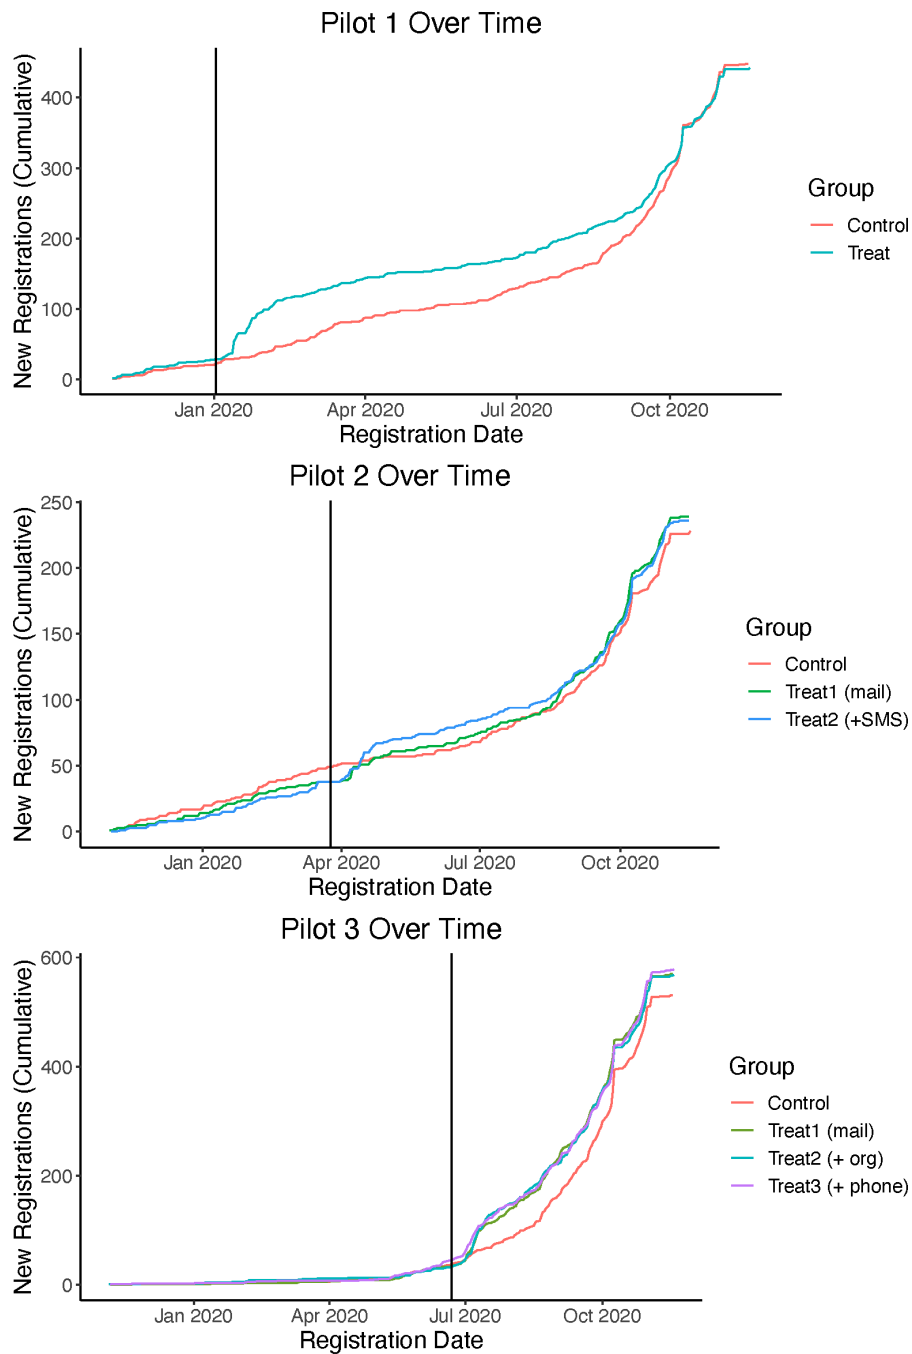 Pilot 1 Over Time
New Registrations (Cumulative)
400
300
200
100
0
Jan 2020 Apr 2020 Jul 2020 Oct 2020
Registration Date
Group
Control
Treat
Pilot 2 Over Time
New Registrations (Cumulative)
250
200
150
100
50
0
Jan 2020 Apr 2020 Jul 2020 Oct 2020
Registration Date
Group
Control
Treat1 (mail)
Treat2 (+SMS)
Pilot 3 Over Time
New Registrations (Cumulative)
600
400
200
0
Jan 2020 Apr 2020 Jul 2020 Oct 2020
Registration Date
Group
Control
Treat1 (mail)
Treat2 (+ org)
Treat3 (+ phone)